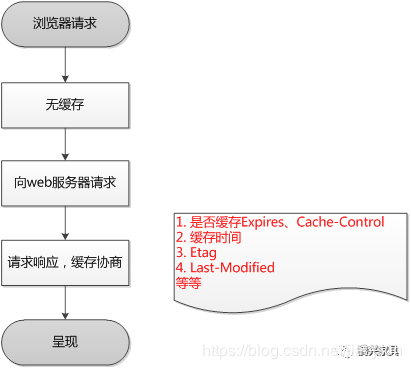 浏览器请求
无缓存
向web服务器请求
请求响应，缓存协商
呈现
1. 是否缓存Expires、Cache-Control
2. 缓存时间
3. Etag
4. Last-Modified
等等
https://blog.csdn.net/